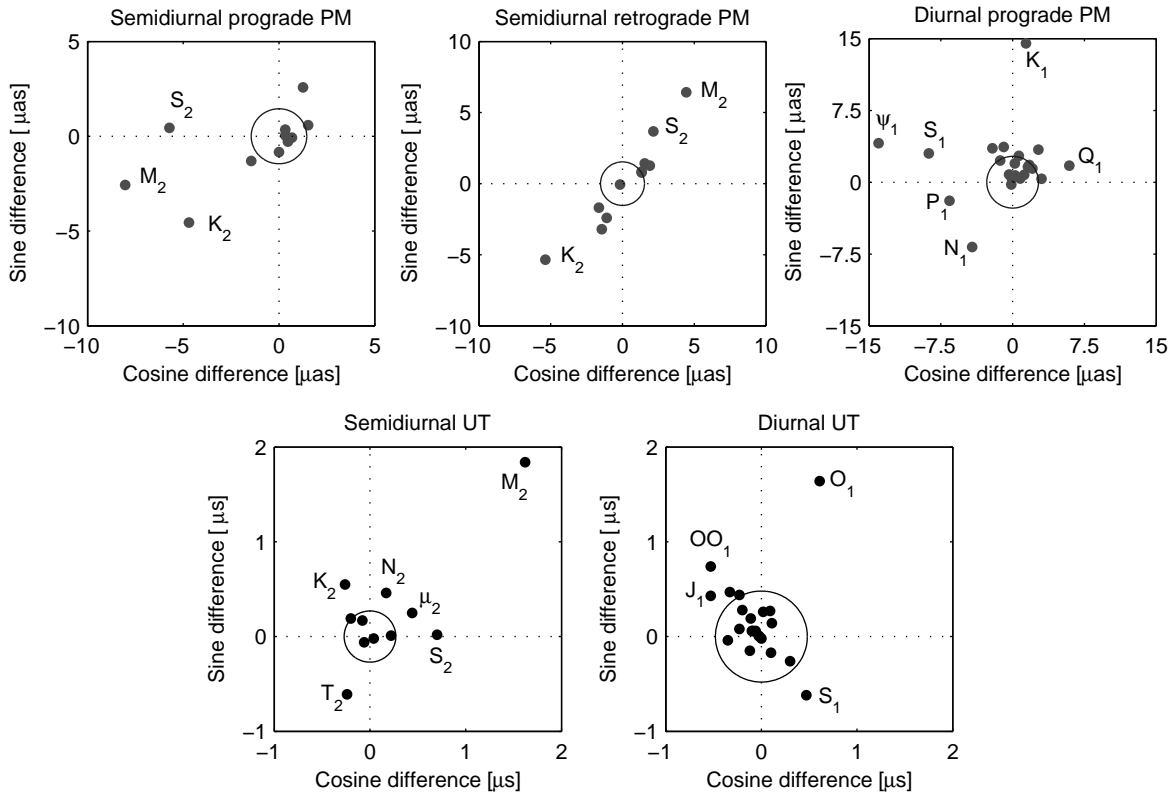 Semidiurnal prograde PM
Semidiurnal retrograde PM
Diurnal prograde PM
5
0
−5
−10
−10
−5
0
5
Sine difference [ μas]
Cosine difference [μas]
S2
M2
K2
10
5
0
−5
−10
−10
−5
0
5
10
Sine difference [ μas]
Cosine difference [μas]
M2
S2
K2
15
7.5
0
−7.5
−15
−15
−7.5
0
7.5
15
Sine difference [ μas]
Cosine difference [μas]
K1
ψ1
S1
Q1
P1
N1
Semidiurnal UT
Diurnal UT
2
1
0
−1
−1
0
1
2
Sine difference [ μs]
Cosine difference [μs]
M2
K2
N2
μ2
S2
T2
2
1
0
−1
−1
0
1
2
Sine difference [ μs]
Cosine difference [μs]
O1
OO1
J1
S1